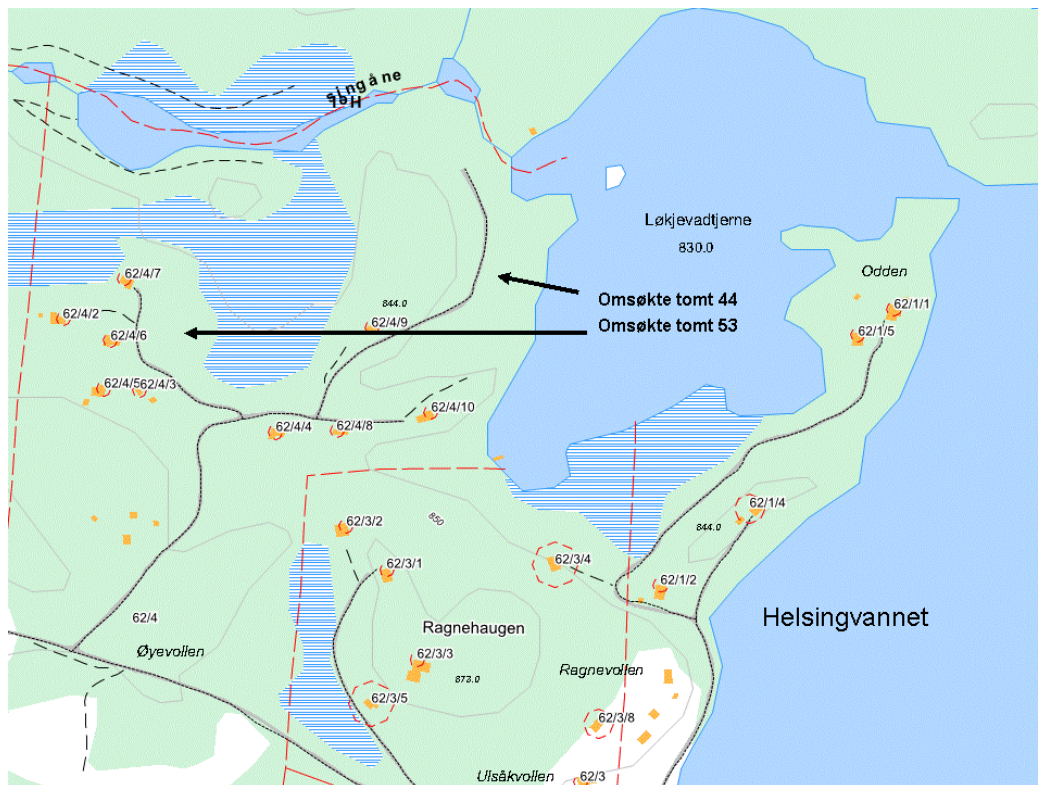 Helsingåne
Løkjevadtjerne
830.0
Odden
62/4/7
844.0
Omsøkte tomt 44
62/1/1
62/4/2
62/4/9
Omsøkte tomt 53
62/4/6
62/1/5
62/4/5
62/4/3
62/4/10
62/4/4
62/4/8
62/1/4
850
844.0
62/3/2
62/3/4
62/3/1
62/1/2
62/4
Helsingvannet
Ragnehaugen
Øyevollen
62/3/3
873.0
Ragnevollen
62/3/5
62/3/8
Ulsåkvollen
62/3